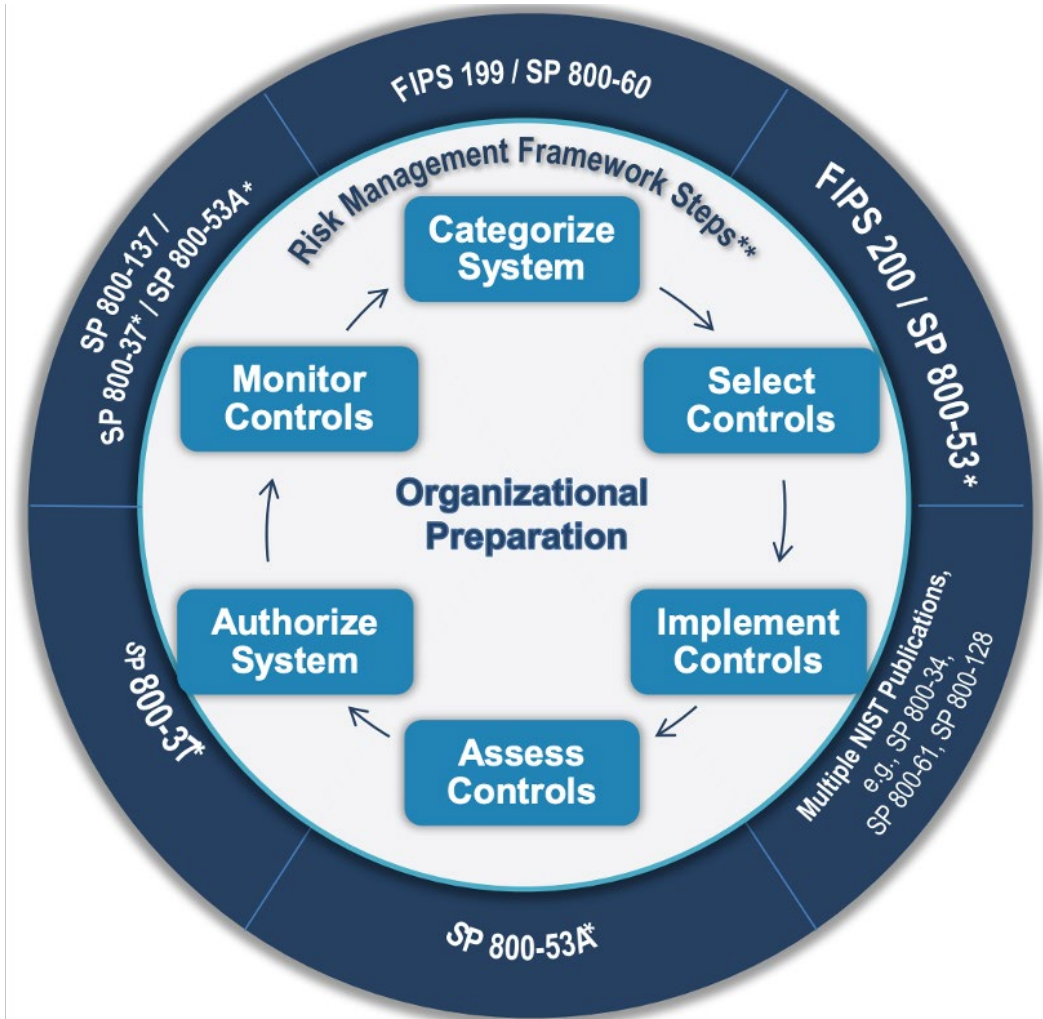 FIPS 199 / SP 800-60
Risk Management Framework Steps**
Categorize
System
FIPS 200 / SP 800-53*
Select
Controls
Multiple NIST Publications,
e.g., SP 800-34,
SP 800-61, SP 800-128
Implement
Controls
SP 800-53A*
Assess
Controls
SP 800-37*
Authorize
System
SP 800-137 /
SP 800-37* / SP 800-53A*
Monitor
Controls
Organizational
Preparation